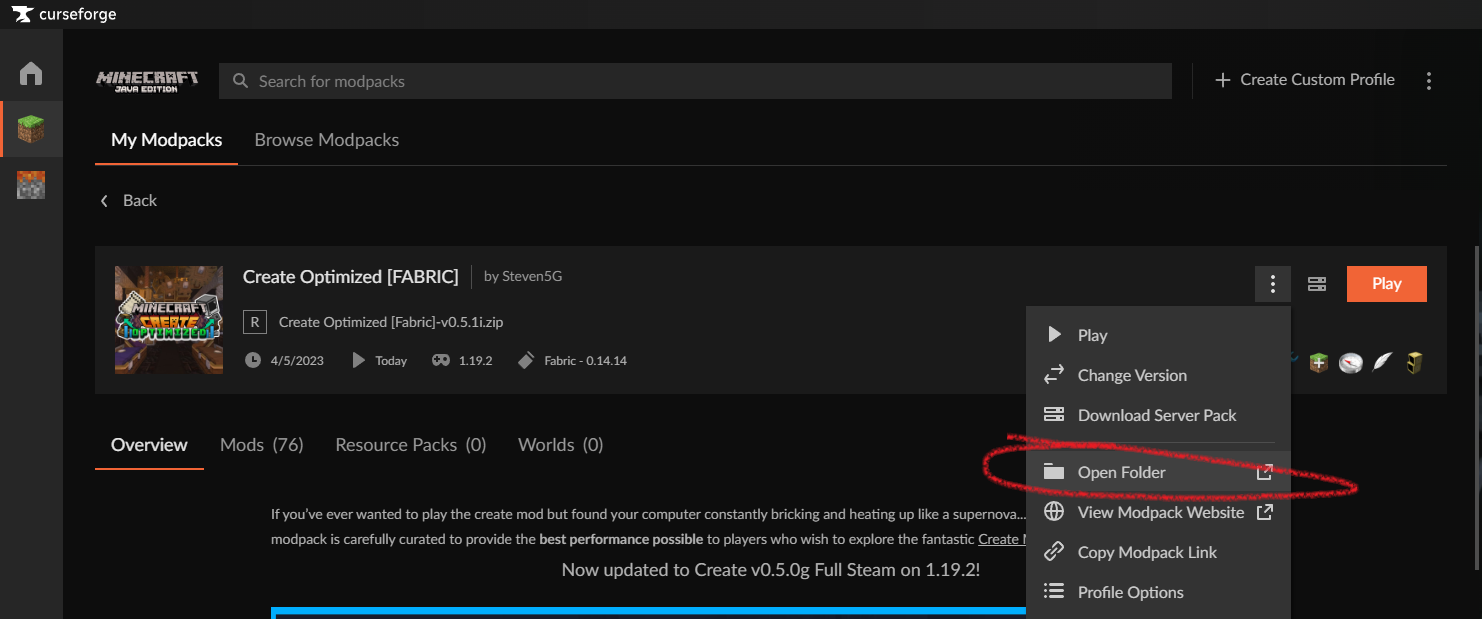 curseforge
MINECRAFT
JAVA EDITION
Search for modpacks
Create Custom Profile
My Modpacks
Browse Modpacks
Back
MINECRAFT
CREATE
OPTIMIZED
Create Optimized [FABRIC]
by Steven5G
R
Create Optimized [Fabric]-v0.5.1i.zip
4/5/2023
Today
1.19.2
Fabric - 0.14.14
Play
Play
Change Version
Download Server Pack
Open Folder
View Modpack Website
Copy Modpack Link
Profile Options
Overview
Mods (76)
Resource Packs (0)
Worlds (0)
If you've ever wanted to play the create mod but found your computer constantly bricking and heating up like a supernova...
modpack is carefully curated to provide the best performance possible to players who wish to explore the fantastic Create
Now updated to Create v0.5.0g Full Steam on 1.19.2!